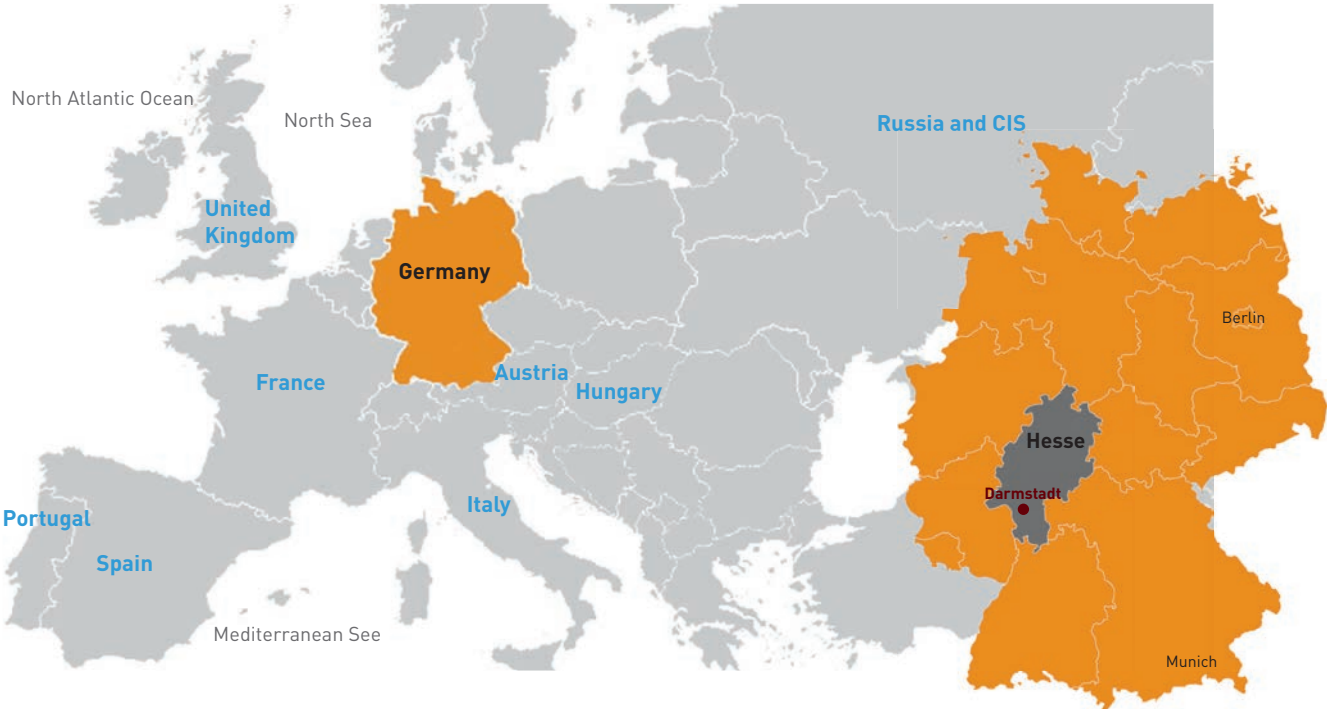 North Atlantic Ocean
North Sea
Russia and CIS
United
Kingdom
Germany
Berlin
France
Austria
Hungary
Hesse
Darmstadt
Italy
Portugal
Spain
Mediterranean See
Munich